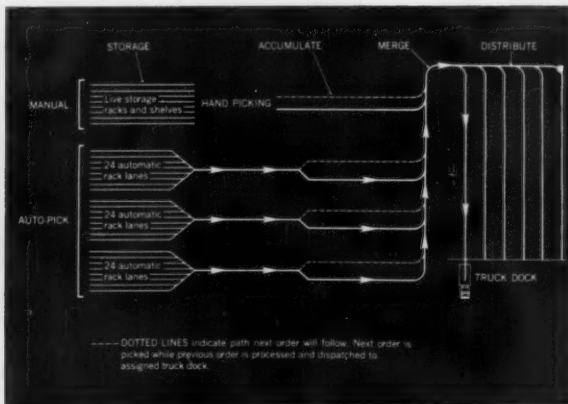 STORAGE
ACCUMULATE
MERGE
DISTRIBUTE
MANUAL
Live storage
racks and shelves
HAND PICKING
24 automatic
rack lanes
AUTO-PICK
24 automatic
rack lanes
24 automatic
rack lanes
TRUCK DOCK
DOTTED LINES indicate path next order will follow. Next order is
picked while previous order is processed and dispatched to
assigned truck dock.